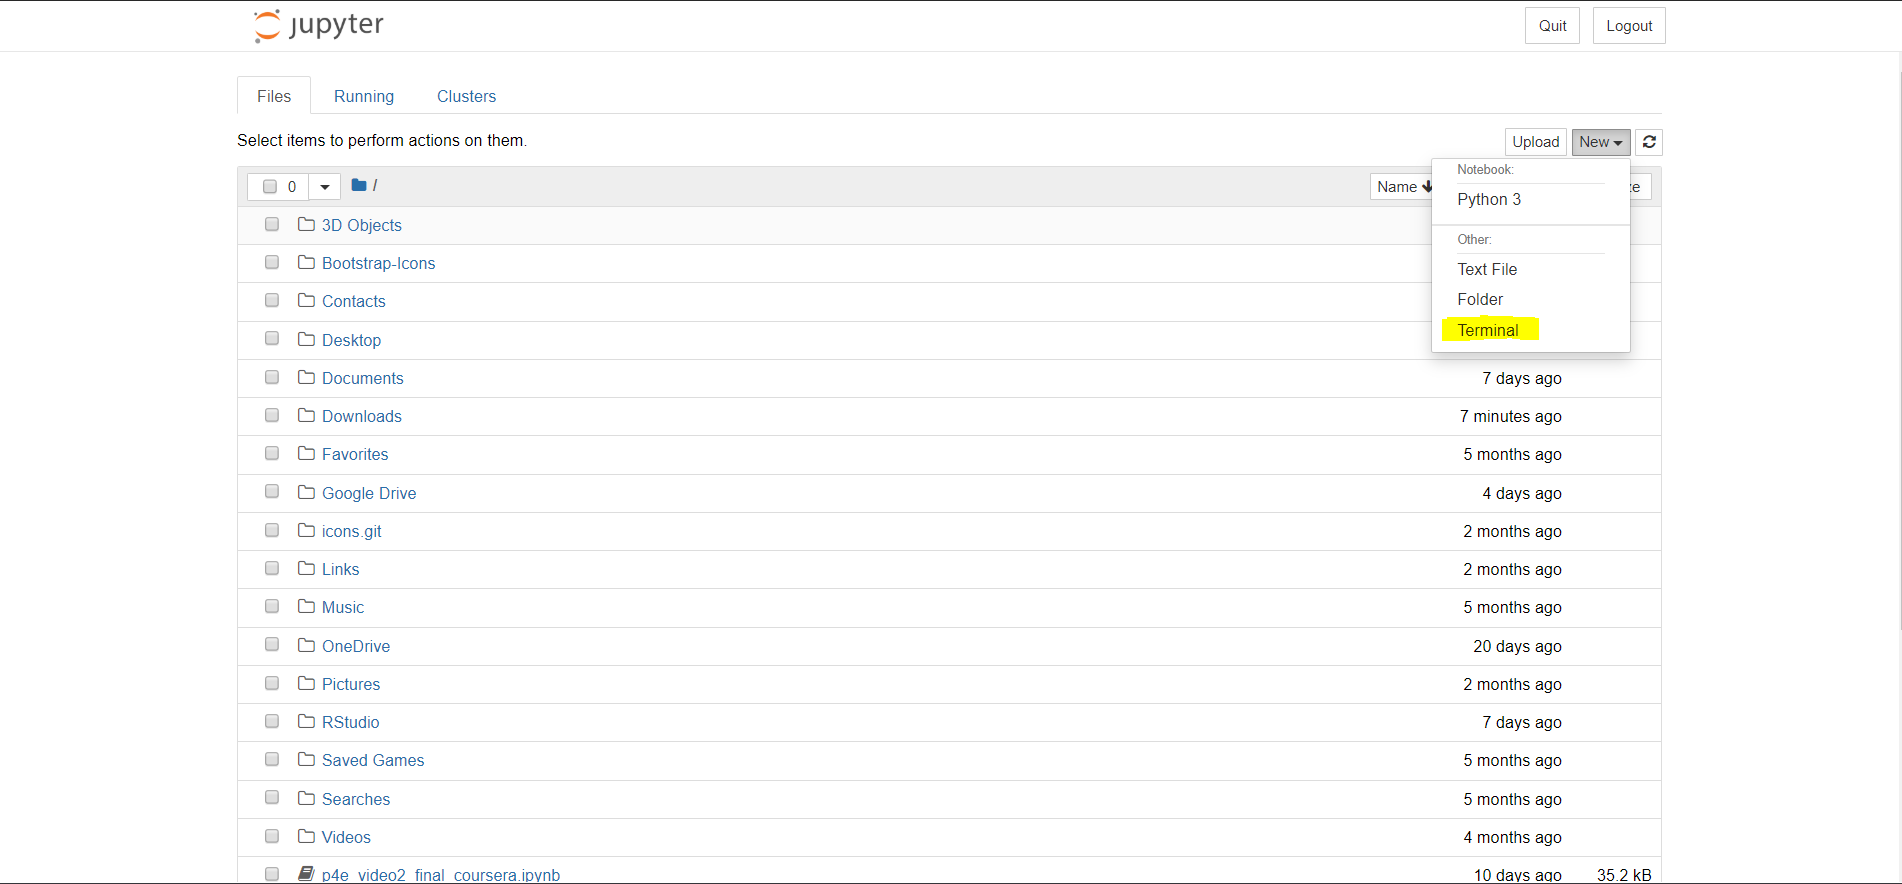 jupyter
Quit Logout
Files Running Clusters
Select items to perform actions on them.
Upload New
0 / Name ze
Notebook:
Python 3
Other:
Text File
Folder
Terminal
3D Objects
Bootstrap-Icons
Contacts
Desktop
Documents 7 days ago
Downloads 7 minutes ago
Favorites 5 months ago
Google Drive 4 days ago
icons.git 2 months ago
Links 2 months ago
Music 5 months ago
OneDrive 20 days ago
Pictures 2 months ago
RStudio 7 days ago
Saved Games 5 months ago
Searches 5 months ago
Videos 4 months ago
p4e_video2_final_coursera.ipynb 10 days ago 35.2 kB